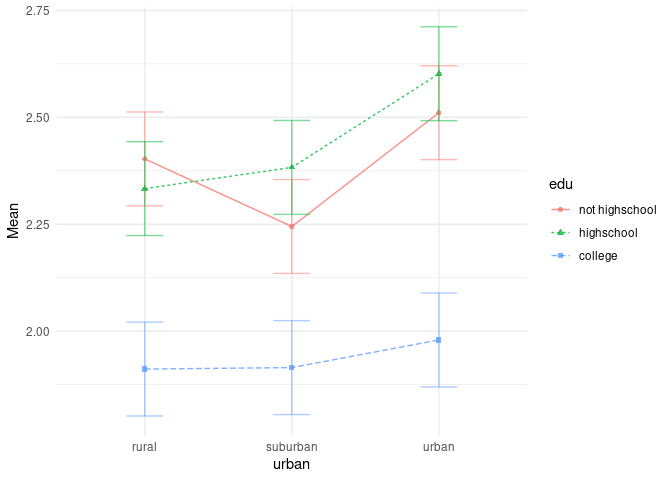 2.75
2.50
2.25
2.00
Mean
rural
suburban
urban
urban
edu
not highschool
highschool
college